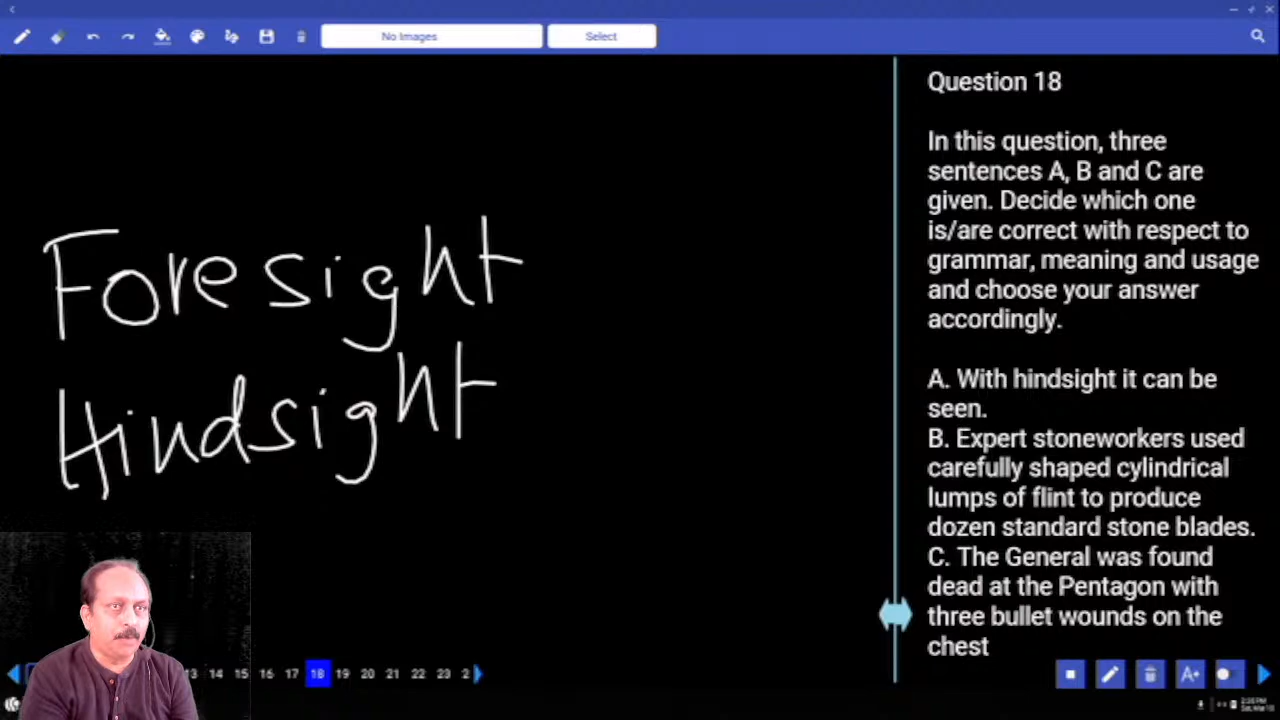 No Images
Select
Question 18
In this question, three
sentences A, B and C are
given. Decide which one
is/are correct with respect to
grammar, meaning and usage
and choose your answer
accordingly.
A. With hindsight it can be
seen.
B. Expert stoneworkers used
carefully shaped cylindrical
lumps of flint to produce
dozen standard stone blades.
C. The General was found
dead at the Pentagon with
three bullet wounds on the
chest
Foresight
Hindsight
13 14 15 16 17 18 19 20 21 22 23 2
A+